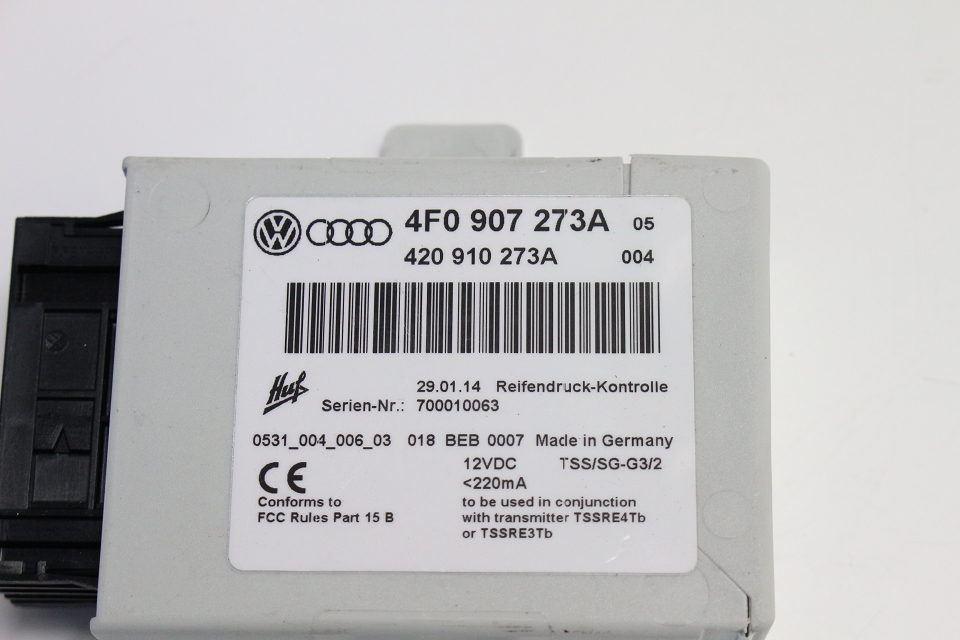 4F0 907 273A 05
420 910 273A 004
Huf
29.01.14 Reifendruck-Kontrolle
Serien-Nr.: 700010063
0531_004_006_03 018 BEB 0007 Made in Germany
CE 12VDC TSS/SG-G3/2
<220mA
Conforms to
FCC Rules Part 15 B
to be used in conjunction
with transmitter TSSRE4Tb
or TSSRE3Tb